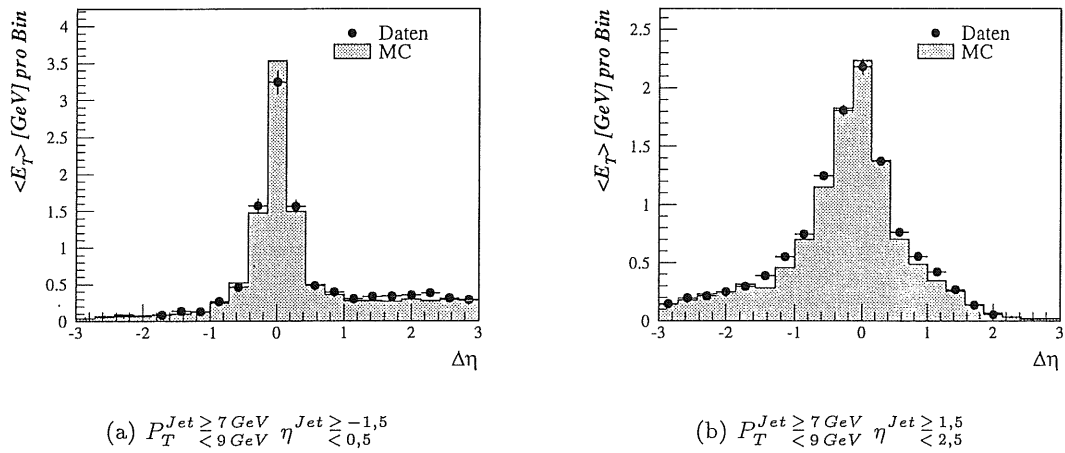 <E_T> [GeV] pro Bin
4
3.5
3
2.5
2
1.5
1
0.5
0
-3 -2 -1 0 1 2 3
Δη
Daten
MC
(a) P_T^{Jet ≥ 7 GeV}_{< 9 GeV} η^{Jet ≥ −1,5}_{< 0,5}
<E_T> [GeV] pro Bin
2.5
2
1.5
1
0.5
0
-3 -2 -1 0 1 2 3
Δη
Daten
MC
(b) P_T^{Jet ≥ 7 GeV}_{< 9 GeV} η^{Jet ≥ 1,5}_{< 2,5}